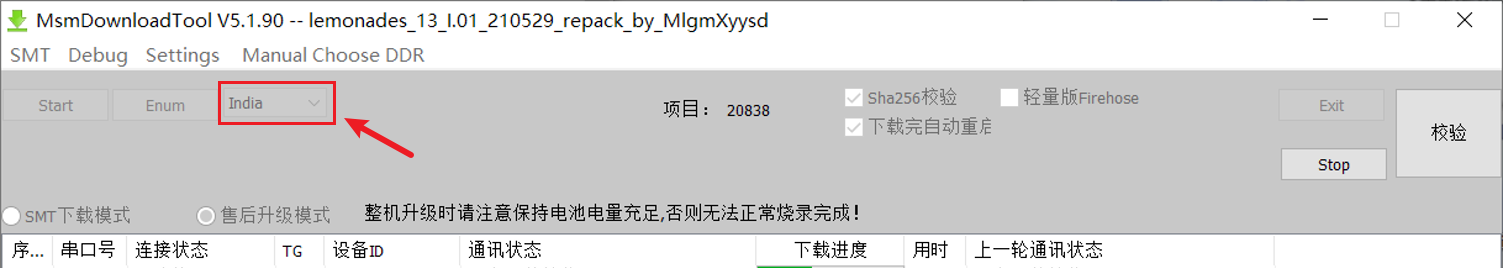 MsmDownloadTool V5.1.90 -- lemonades_13_I.01_210529_repack_by_MlgmXyysd
SMT Debug Settings Manual Choose DDR
Start Enum India 项目： 20838 Sha256校验 轻量版Firehose Exit 校验
下载完自动重启
Stop
SMT下载模式 售后升级模式 整机升级时请注意保持电池电量充足,否则无法正常烧录完成!
序... 串口号 连接状态 TG 设备ID 通讯状态 下载进度 用时 上一轮通讯状态